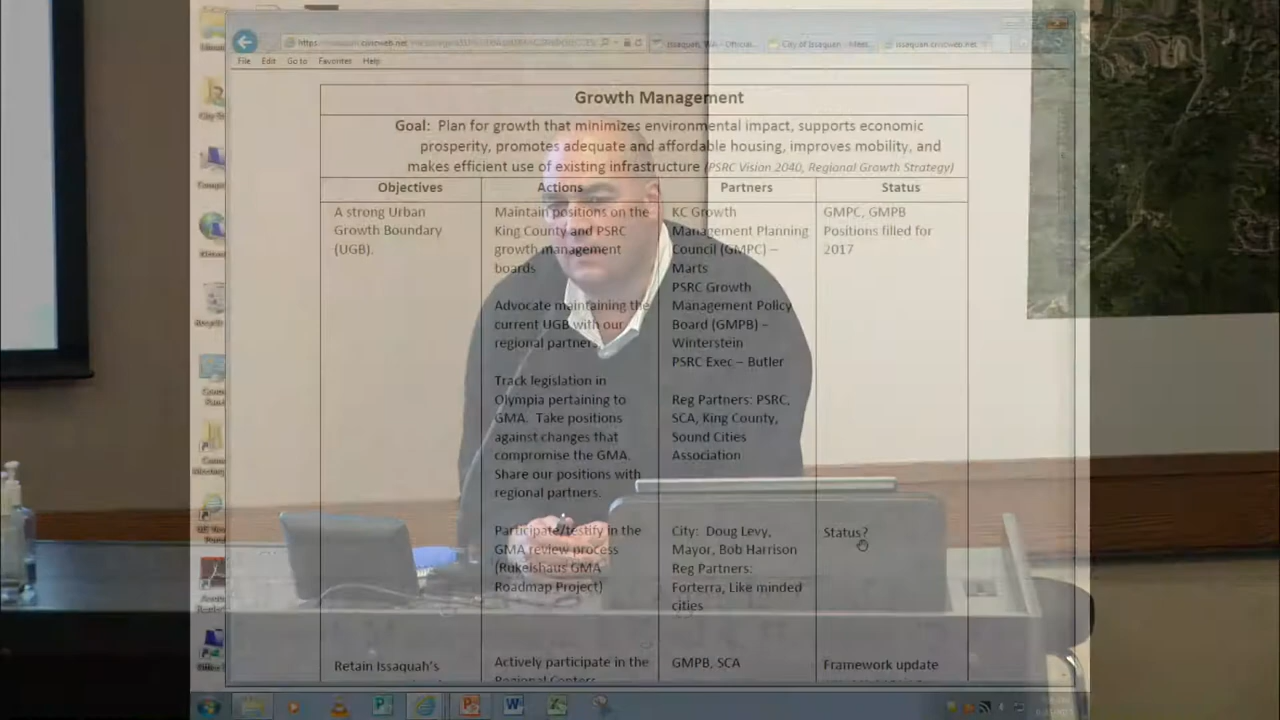 File Edit Go to Favorites Help
Growth Management
Goal: Plan for growth that minimizes environmental impact, supports economic
prosperity, promotes adequate and affordable housing, improves mobility, and
makes efficient use of existing infrastructure (PSRC Vision 2040, Regional Growth Strategy)
Objectives
Actions
Partners
Status
A strong Urban
Growth Boundary
(UGB).
Maintain positions on the
King County and PSRC
growth management
boards
Advocate maintaining the
current UGB with our
regional partners.
Track legislation in
Olympia pertaining to
GMA. Take positions
against changes that
compromise the GMA.
Share our positions with
regional partners.
KC Growth
Management Planning
Council (GMPC) –
Marts
PSRC Growth
Management Policy
Board (GMPB) –
Winterstein
PSRC Exec – Butler
Reg Partners: PSRC,
SCA, King County,
Sound Cities
Association
GMPC, GMPB
Positions filled for
2017
Participate/testify in the
GMA review process
(Rukelshaus GMA
Roadmap Project)
City: Doug Levy,
Mayor, Bob Harrison
Reg Partners:
Forterra, Like minded
cities
Status?
Retain Issaquah's
Actively participate in the
Regional Centers
GMPB, SCA
Framework update